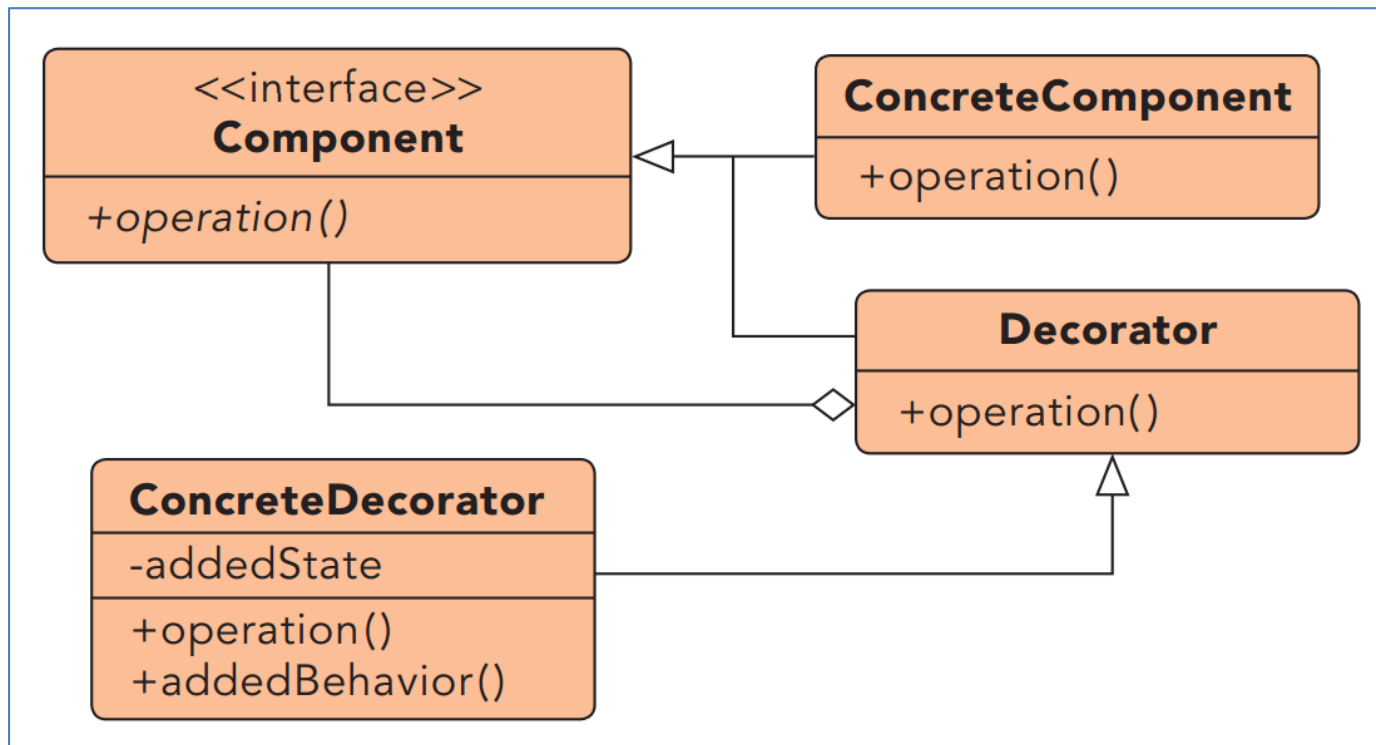 <<interface>>
Component
+operation()
ConcreteComponent
+operation()
Decorator
+operation()
ConcreteDecorator
-addedState
+operation()
+addedBehavior()